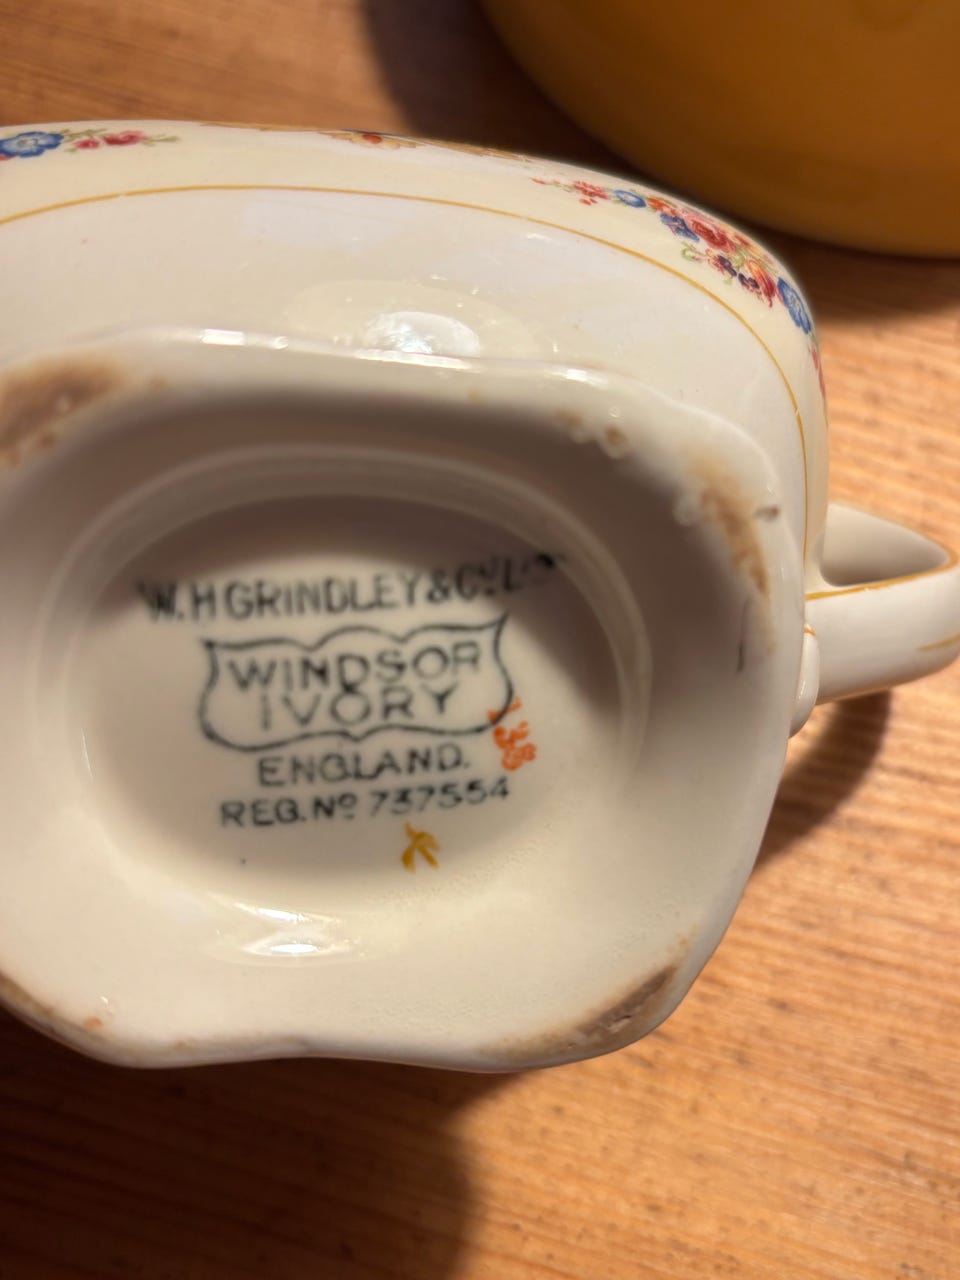 W.H GRINDLEY & Co. LTD
WINDSOR
IVORY
ENGLAND.
REG. No 737554